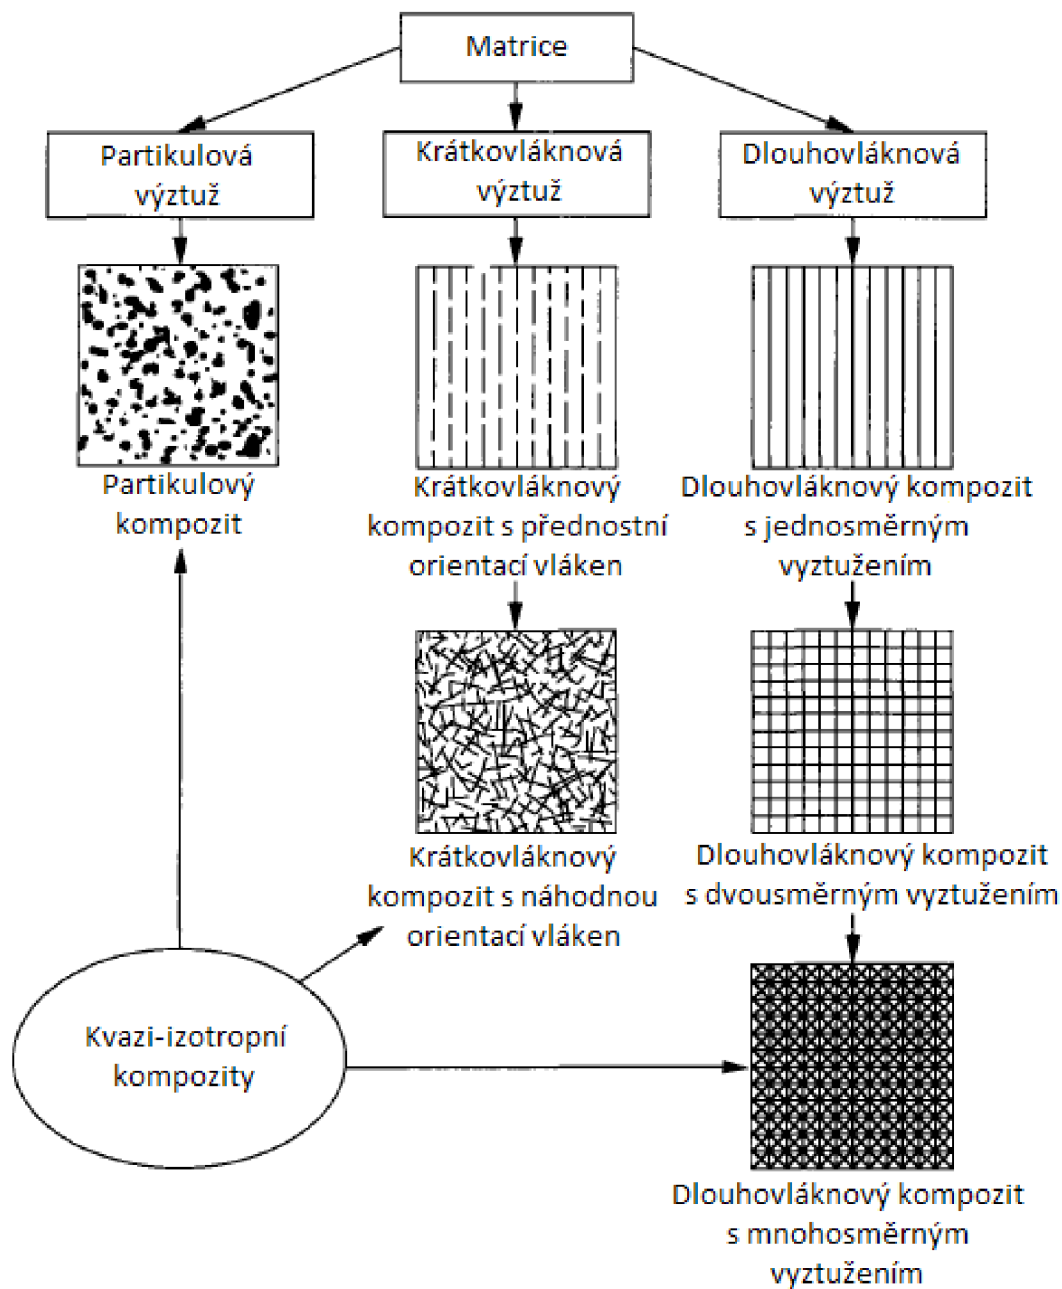 Matrice
Partikulová
výztuž
Krátkovláknová
výztuž
Dlouhovláknová
výztuž
Partikulový
kompozit
Krátkovláknový
kompozit s přednostní
orientací vláken
Dlouhovláknový kompozit
s jednosměrným
vyztužením
Krátkovláknový
kompozit s náhodnou
orientací vláken
Dlouhovláknový kompozit
s dvousměrným vyztužením
Kvazi-izotropní
kompozity
Dlouhovláknový kompozit
s mnohosměrným
vyztužením